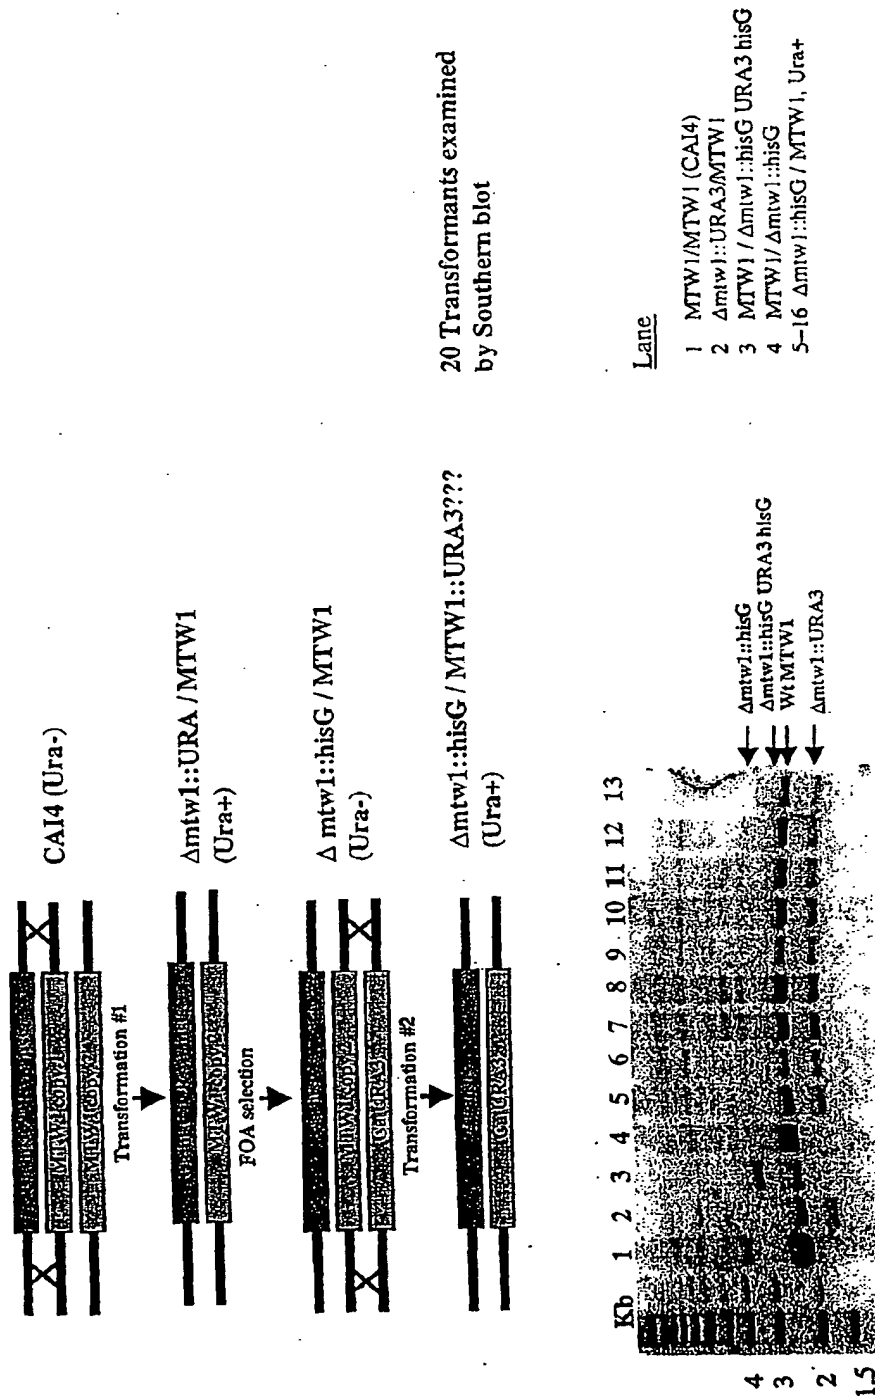 CAI4 (Ura-)
Transformation #1
Δmtw1::URA / MTW1
(Ura+)
FOA selection
Δ mtw1::hisG / MTW1
(Ura-)
Transformation #2
Δmtw1::hisG / MTW1::URA3???
(Ura+)
20 Transformants examined
by Southern blot
Kb 1 2 3 4 5 6 7 8 9 10 11 12 13
4
3
2
1.5
Δmtw1::hisG
Δmtw1::hisG URA3 hisG
Wt MTW1
Δmtw1::URA3
Lane
1 MTW1/MTW1 (CAI4)
2 Δmtw1::URA3/MTW1
3 MTW1 / Δmtw1::hisG URA3 hisG
4 MTW1/ Δmtw1::hisG
5–16 Δmtw1::hisG / MTW1, Ura+